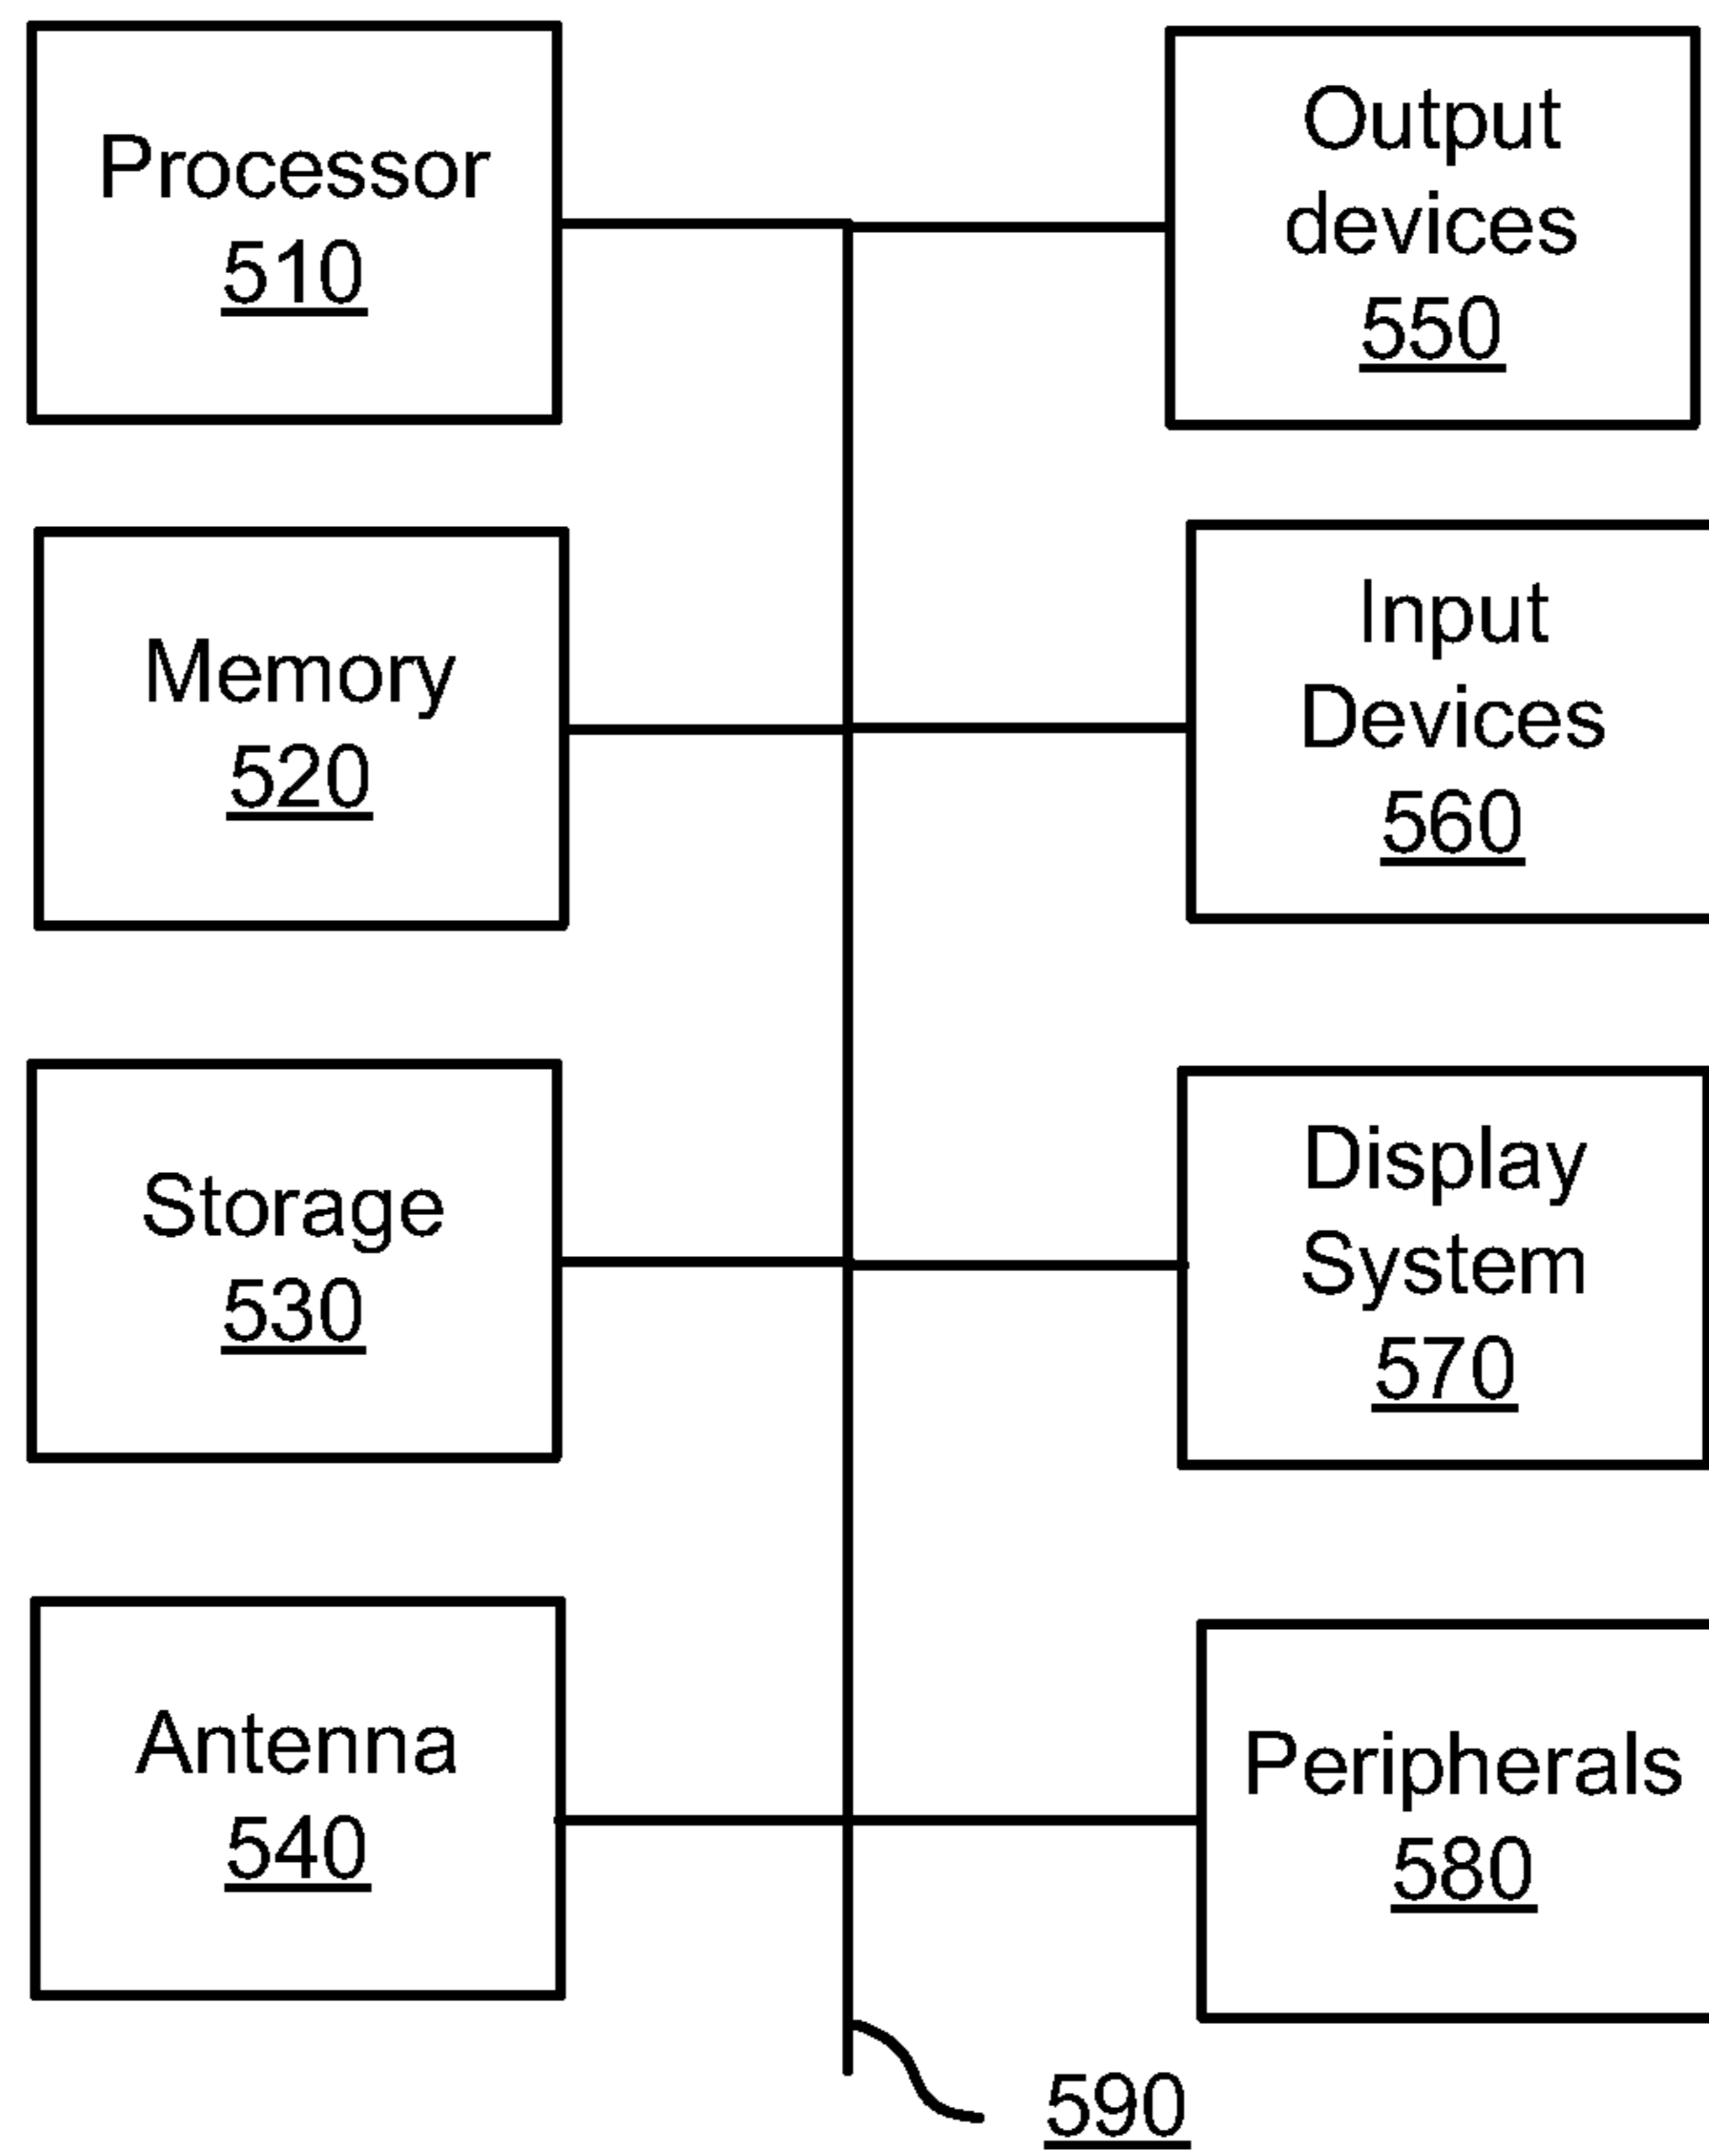 Processor
510
Output
devices
550
Memory
520
Input
Devices
560
Storage
530
Display
System
570
Antenna
540
Peripherals
580
590